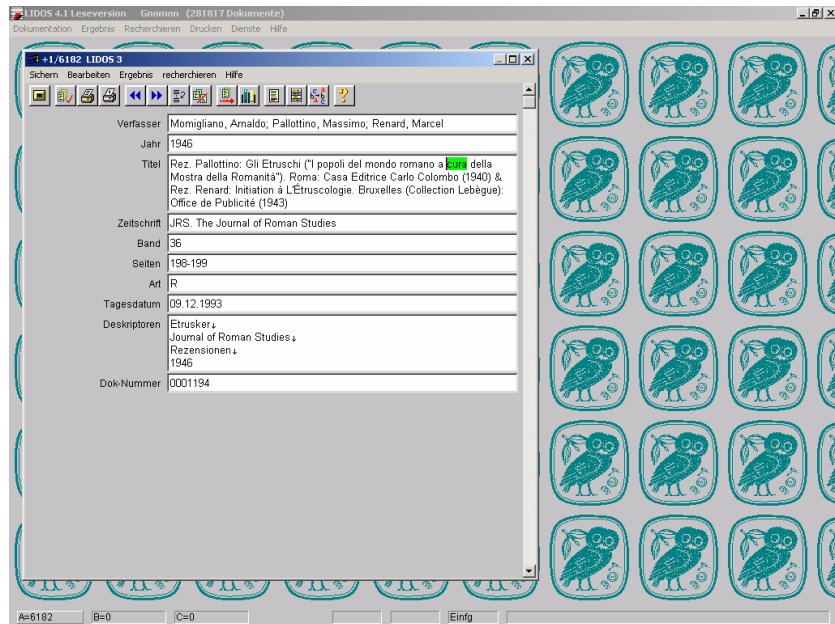 LIDOS 4.1 Leseversion Gnomon (281817 Dokumente)
Dokumentation Ergebnis Recherchieren Drucken Dienste Hilfe
+1/6182 LIDOS 3
Sichern Bearbeiten Ergebnis recherchieren Hilfe
Verfasser Momigliano, Arnaldo; Pallottino, Massimo; Renard, Marcel
Jahr 1946
Titel Rez. Pallottino: Gli Etruschi ("I popoli del mondo romano a cura della
Mostra della Romanità"). Roma: Casa Editrice Carlo Colombo (1940) &
Rez. Renard: Initiation à L'Étruscologie. Bruxelles (Collection Lebègue):
Office de Publicité (1943)
Zeitschrift JRS. The Journal of Roman Studies
Band 36
Seiten 198-199
Art R
Tagesdatum 09.12.1993
Deskriptoren Etrusker↓
Journal of Roman Studies↓
Rezensionen↓
1946
Dok-Nummer 0001194
A=6182 B=0 C=0 Einfg